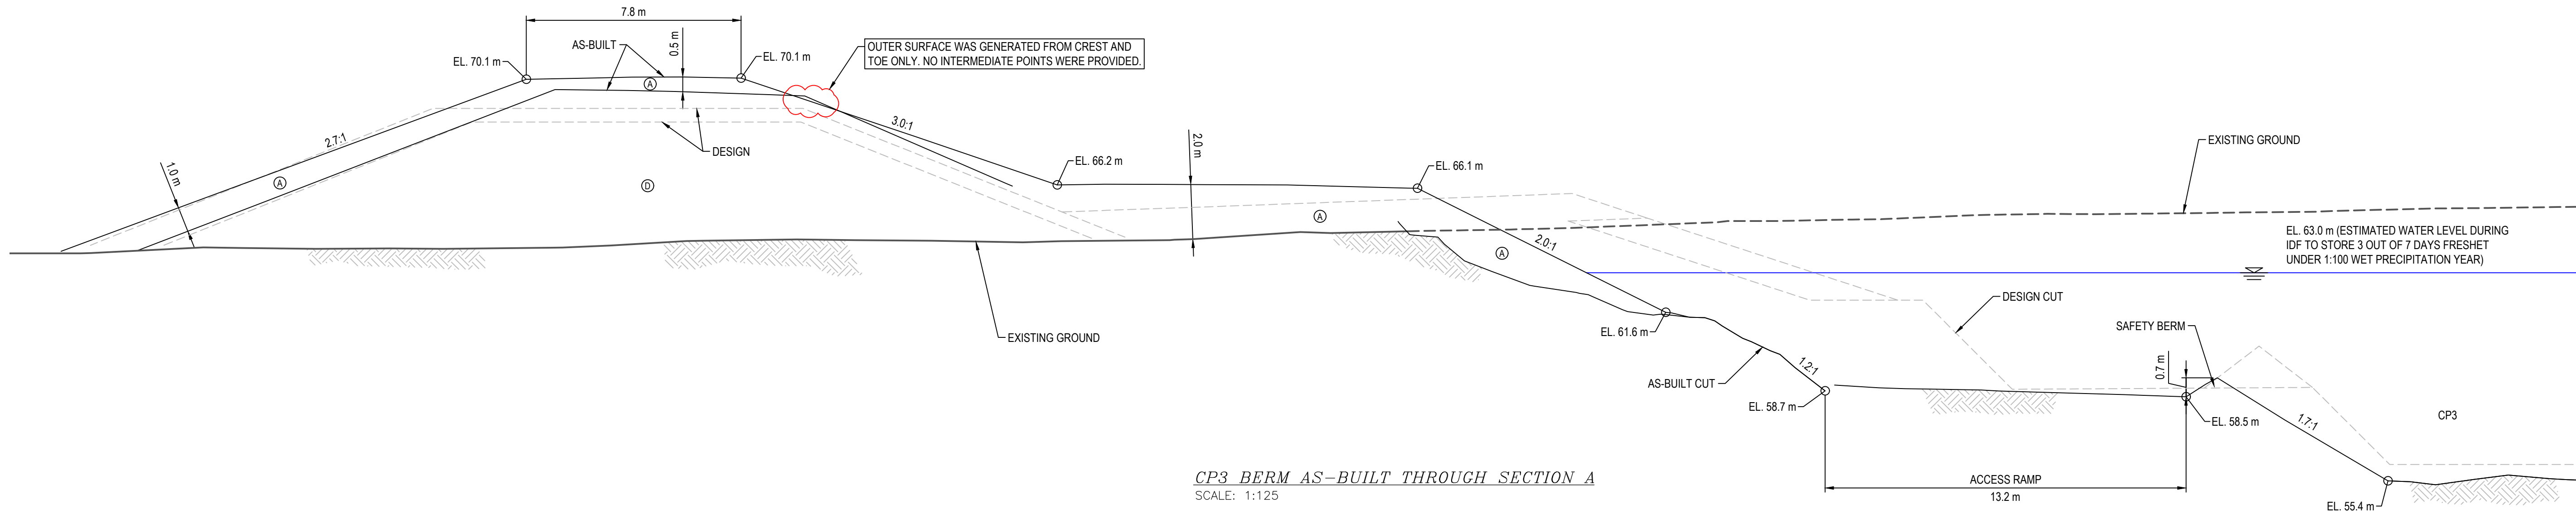 7.8 m
AS-BUILT
0.5 m
EL. 70.1 m
EL. 70.1 m
OUTER SURFACE WAS GENERATED FROM CREST AND
TOE ONLY. NO INTERMEDIATE POINTS WERE PROVIDED.
A
2.7:1
3.0:1
DESIGN
1.0 m
A
D
2.0 m
EL. 66.2 m
EL. 66.1 m
EXISTING GROUND
A
A
2.0:1
EL. 63.0 m (ESTIMATED WATER LEVEL DURING
IDF TO STORE 3 OUT OF 7 DAYS FRESHET
UNDER 1:100 WET PRECIPITATION YEAR)
DESIGN CUT
SAFETY BERM
EXISTING GROUND
EL. 61.6 m
AS-BUILT CUT
1.2:1
0.7 m
EL. 58.7 m
EL. 58.5 m
1.7:1
CP3
ACCESS RAMP
13.2 m
EL. 55.4 m
CP3 BERM AS-BUILT THROUGH SECTION A
SCALE: 1:125